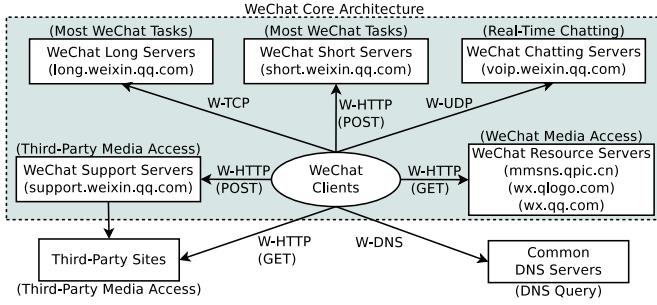 WeChat Core Architecture
(Most WeChat Tasks)
WeChat Long Servers
(long.weixin.qq.com)
(Most WeChat Tasks)
WeChat Short Servers
(short.weixin.qq.com)
(Real-Time Chatting)
WeChat Chatting Servers
(voip.weixin.qq.com)
W-TCP
W-HTTP
(POST)
W-UDP
(Third-Party Media Access)
WeChat Support Servers
(support.weixin.qq.com)
W-HTTP
(POST)
WeChat
Clients
W-HTTP
(GET)
(WeChat Media Access)
WeChat Resource Servers
(mmsns.qpic.cn)
(wx.qlogo.com)
(wx.qq.com)
W-HTTP
(GET)
W-DNS
Third-Party Sites
(Third-Party Media Access)
Common
DNS Servers
(DNS Query)